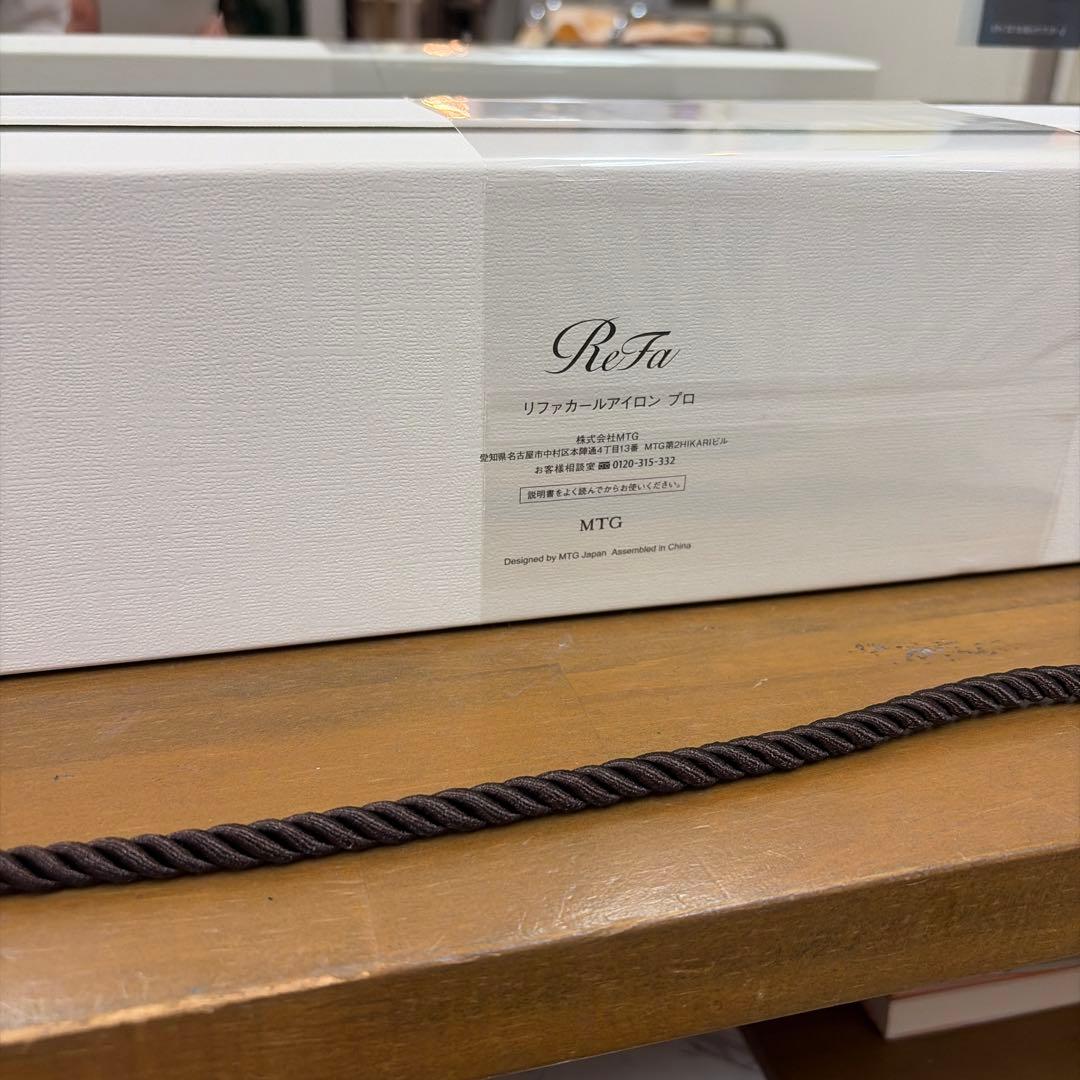 ReFa
リファカールアイロン プロ
株式会社MTG
愛知県名古屋市中村区本陣通4丁目13番 MTG第2HIKARIビル
お客様相談室 0120-315-332
説明書をよく読んでからお使いください。
MTG
Designed by MTG Japan Assembled in China